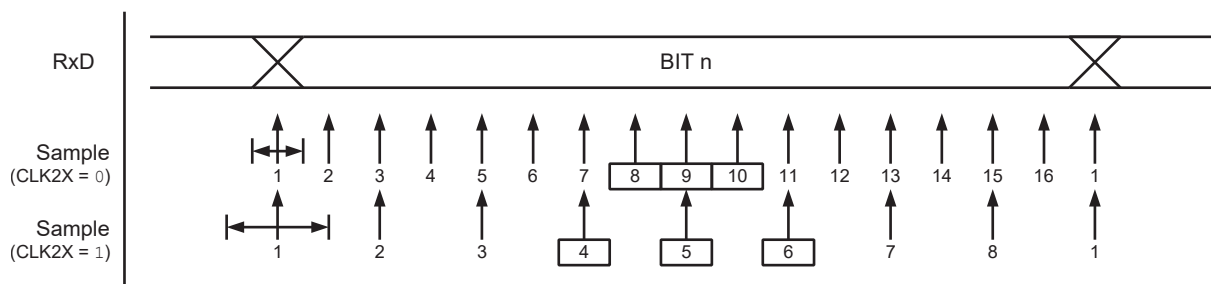 RxD BIT n
Sample
(CLK2X = 0) 1 2 3 4 5 6 7 8 9 10 11 12 13 14 15 16 1
Sample
(CLK2X = 1) 1 2 3 4 5 6 7 8 1